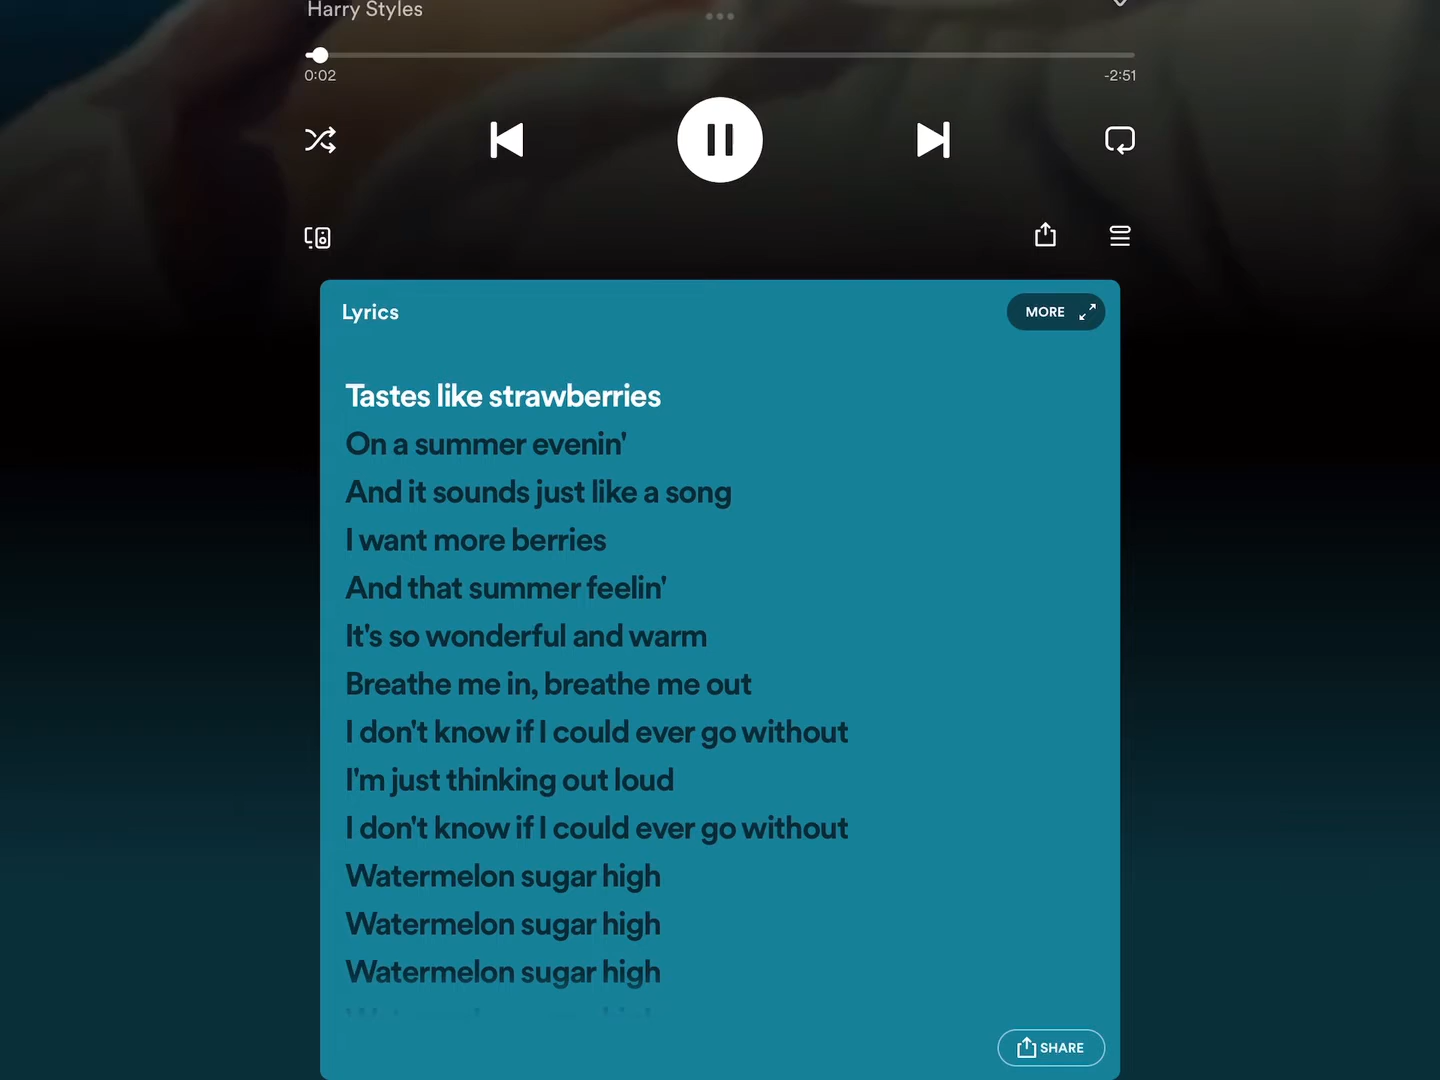 Harry Styles
0:02
-2:51
Lyrics
MORE
Tastes like strawberries
On a summer evenin'
And it sounds just like a song
I want more berries
And that summer feelin'
It's so wonderful and warm
Breathe me in, breathe me out
I don't know if I could ever go without
I'm just thinking out loud
I don't know if I could ever go without
Watermelon sugar high
Watermelon sugar high
Watermelon sugar high
SHARE